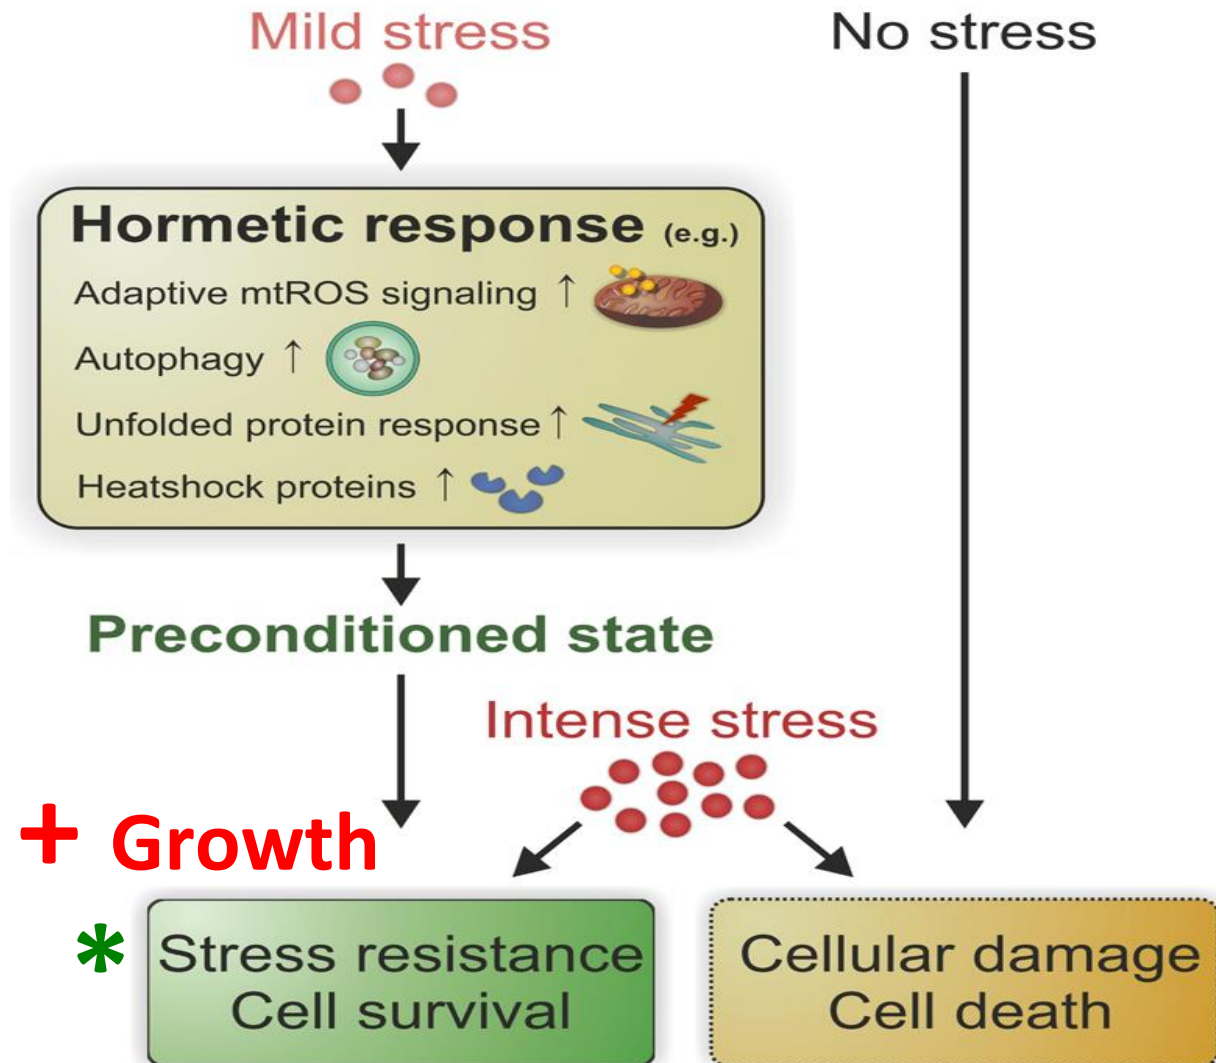 Mild stress
No stress
Hormetic response (e.g.)
Adaptive mtROS signaling ↑
Autophagy ↑
Unfolded protein response ↑
Heatshock proteins ↑
Preconditioned state
Intense stress
+ Growth
* Stress resistance
Cell survival
Cellular damage
Cell death